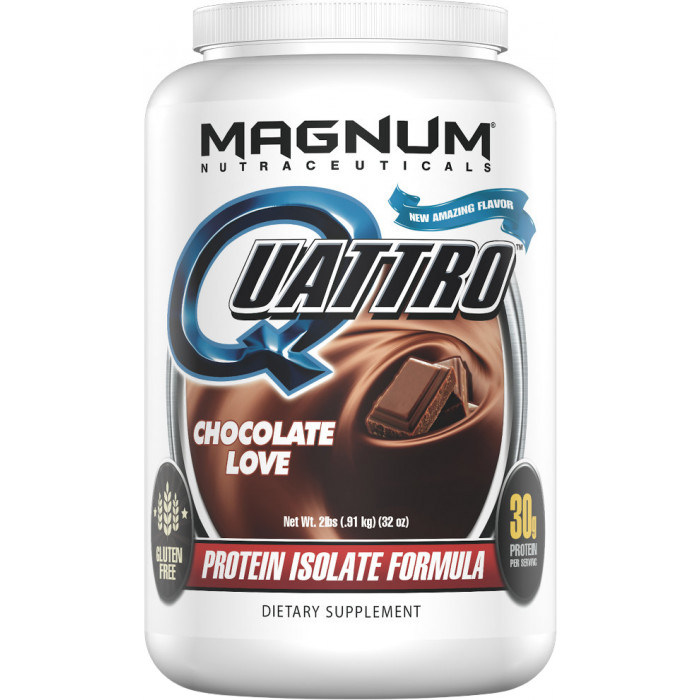 MAGNUM®
NUTRACEUTICALS
NEW AMAZING FLAVOR
QUATTRO™
CHOCOLATE
LOVE
Net Wt. 2lbs (.91 kg) (32 oz)
GLUTEN
FREE
30g
PROTEIN
PER SERVING
PROTEIN ISOLATE FORMULA
DIETARY SUPPLEMENT